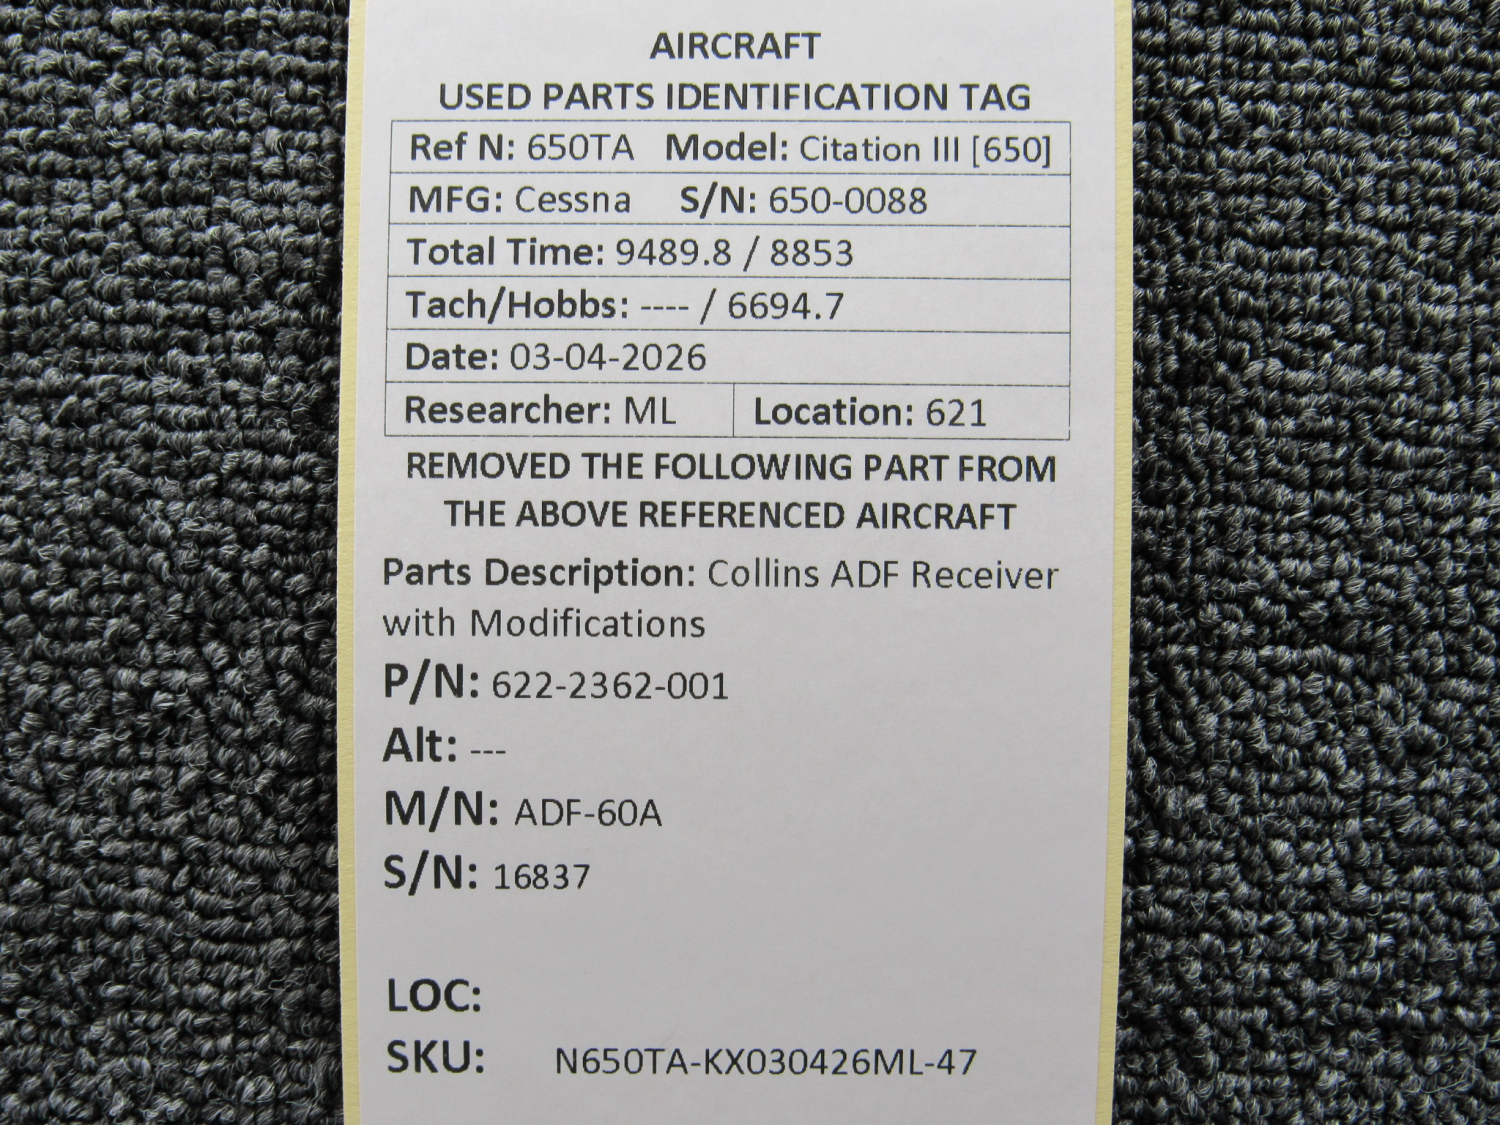 AIRCRAFT
USED PARTS IDENTIFICATION TAG
Ref N: 650TA Model: Citation III [650]
MFG: Cessna S/N: 650-0088
Total Time: 9489.8 / 8853
Tach/Hobbs: ---- / 6694.7
Date: 03-04-2026
Researcher: ML Location: 621
REMOVED THE FOLLOWING PART FROM
THE ABOVE REFERENCED AIRCRAFT
Parts Description: Collins ADF Receiver
with Modifications
P/N: 622-2362-001
Alt: ---
M/N: ADF-60A
S/N: 16837
LOC:
SKU: N650TA-KX030426ML-47